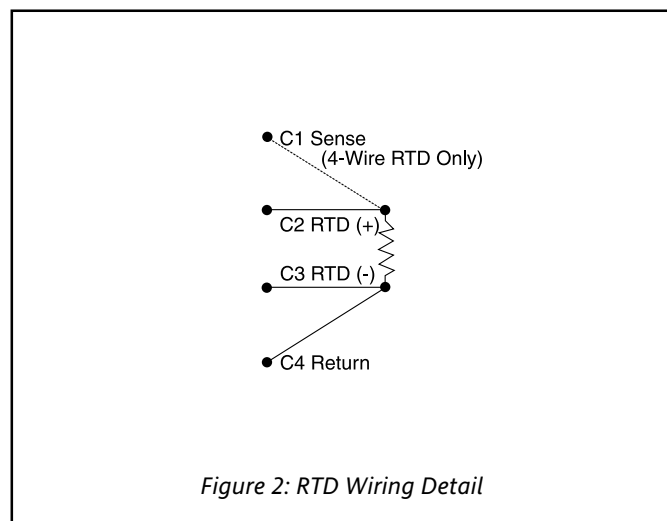 C1 Sense
(4-Wire RTD Only)
C2 RTD (+)
C3 RTD (-)
C4 Return
Figure 2: RTD Wiring Detail